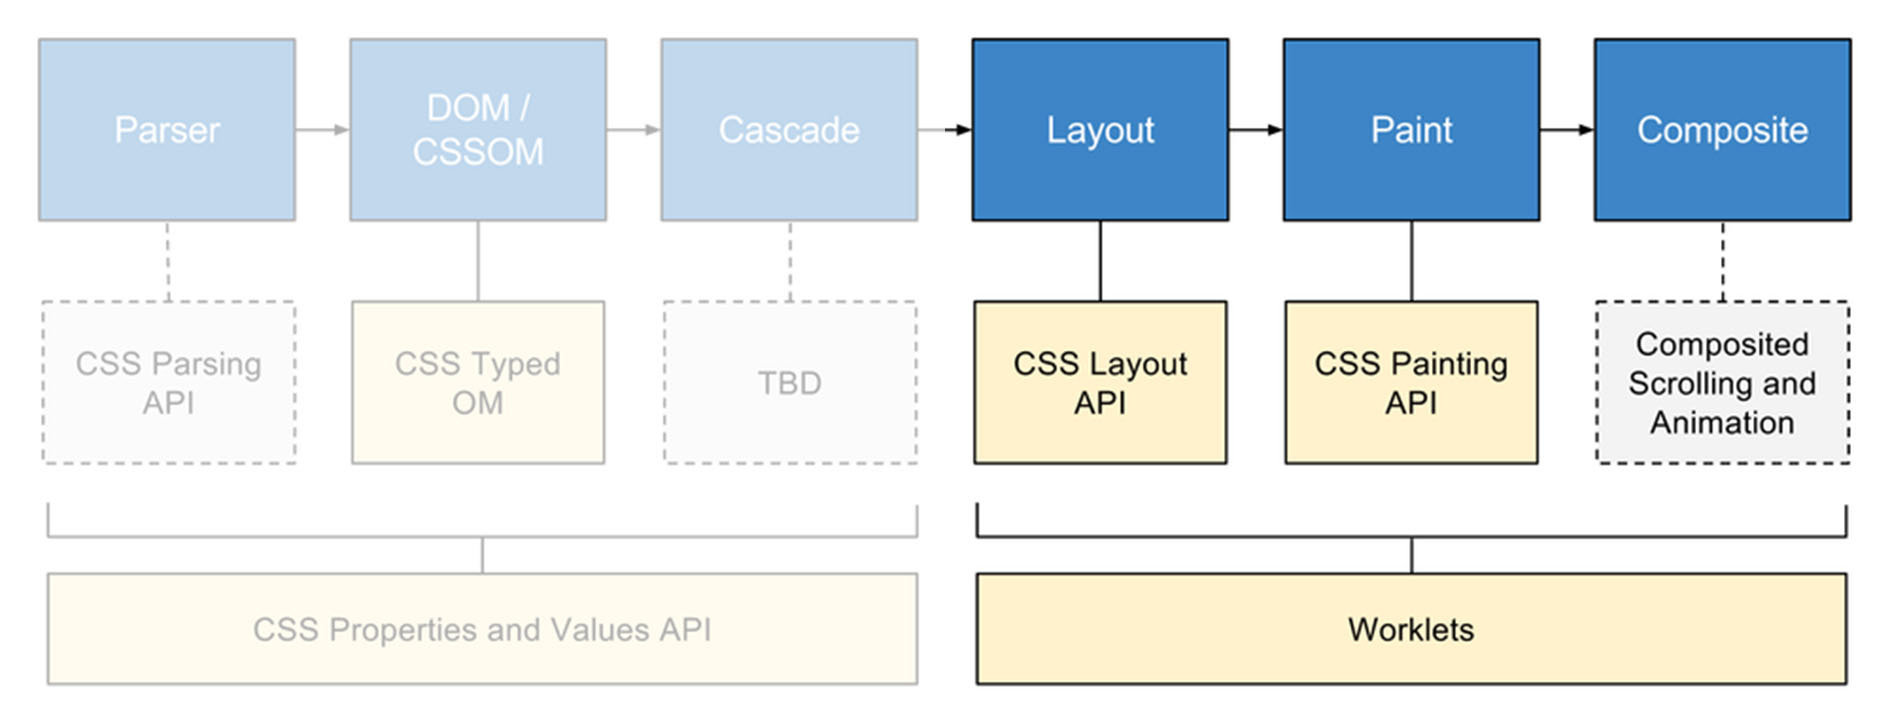 Parser
DOM /
CSSOM
Cascade
Layout
Paint
Composite
CSS Parsing
API
CSS Typed
OM
TBD
CSS Layout
API
CSS Painting
API
Composited
Scrolling and
Animation
CSS Properties and Values API
Worklets